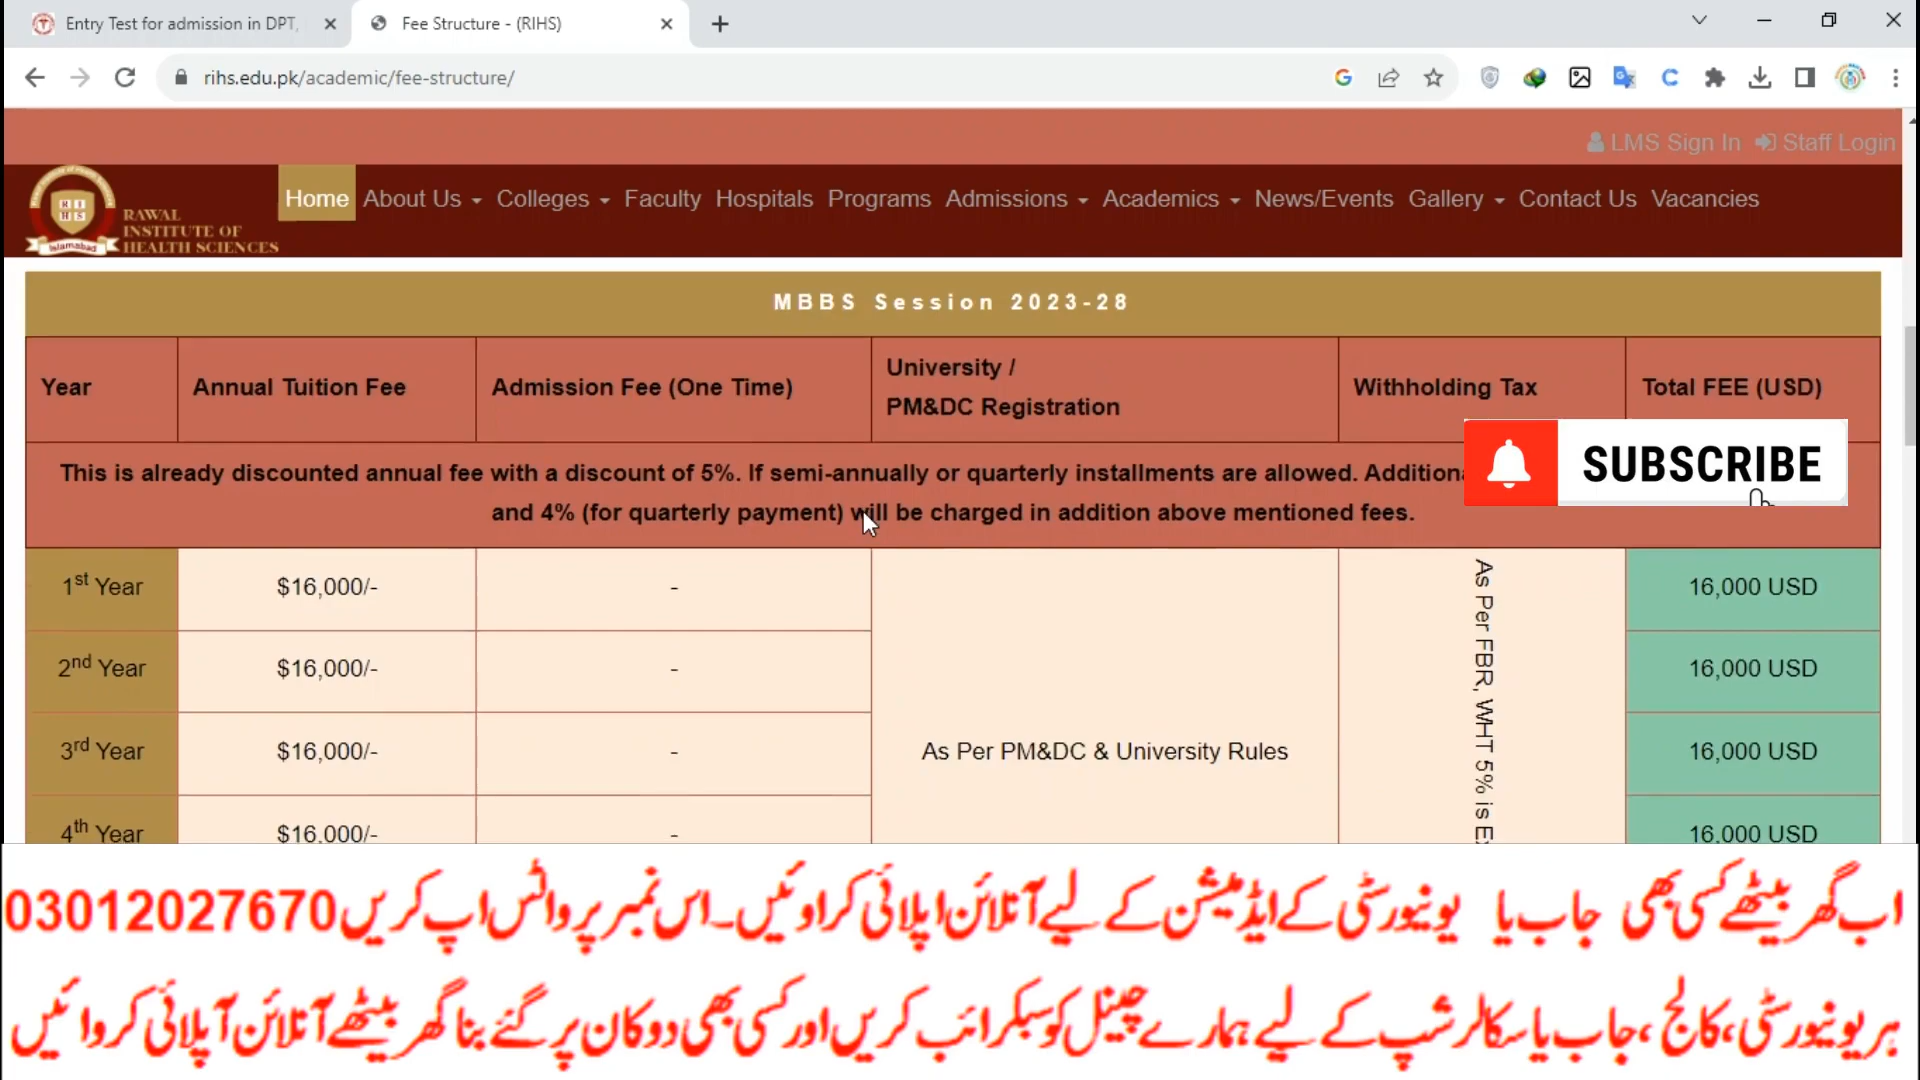 Entry Test for admission in DPT,
Fee Structure - (RIHS)
rihs.edu.pk/academic/fee-structure/
LMS Sign In Staff Login
RAWAL
INSTITUTE OF
HEALTH SCIENCES
Islamabad
Home About Us Colleges Faculty Hospitals Programs Admissions Academics News/Events Gallery Contact Us Vacancies
MBBS Session 2023-28
Year Annual Tuition Fee Admission Fee (One Time) University / PM&DC Registration Withholding Tax Total FEE (USD)
This is already discounted annual fee with a discount of 5%. If semi-annually or quarterly installments are allowed.
and 4% (for quarterly payment) will be charged in addition above mentioned fees.
SUBSCRIBE
1st Year $16,000/- - 16,000 USD
2nd Year $16,000/- - 16,000 USD
3rd Year $16,000/- - As Per PM&DC & University Rules 16,000 USD
4th Year $16,000/- - 16,000 USD
As Per FBR, WHT 5% is
اب گھر بیٹھے کسی بھی جاب یا یونیورسٹی کے ایڈمیشن کے لیے آنلائن اپلائی کراوئیں۔ اس نمبر پر واٹس اپ کریں 03012027670
ہر یونیورسٹی، کالج، جاب یا سکالرشپ کے لیے ہمارے چینل کو سبکرائب کریں اور کسی بھی دوکان پر گئے بنا گھر بیٹھے آنلائن آپلائی کروائیں